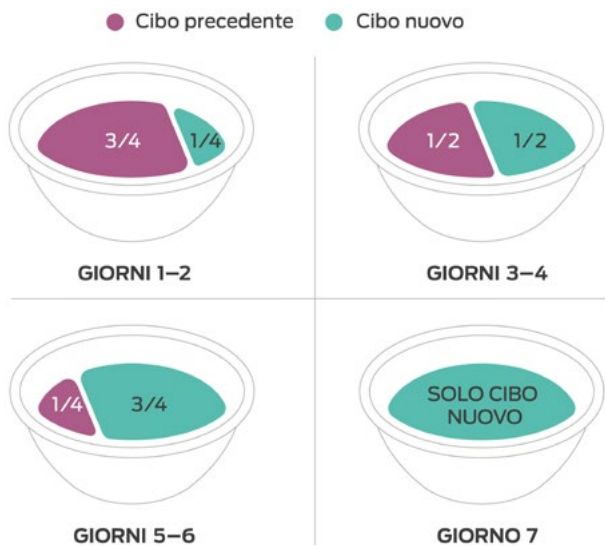 Cibo precedente
Cibo nuovo
3/4
1/4
GIORNI 1–2
1/2
1/2
GIORNI 3–4
1/4
3/4
GIORNI 5–6
SOLO CIBO
NUOVO
GIORNO 7